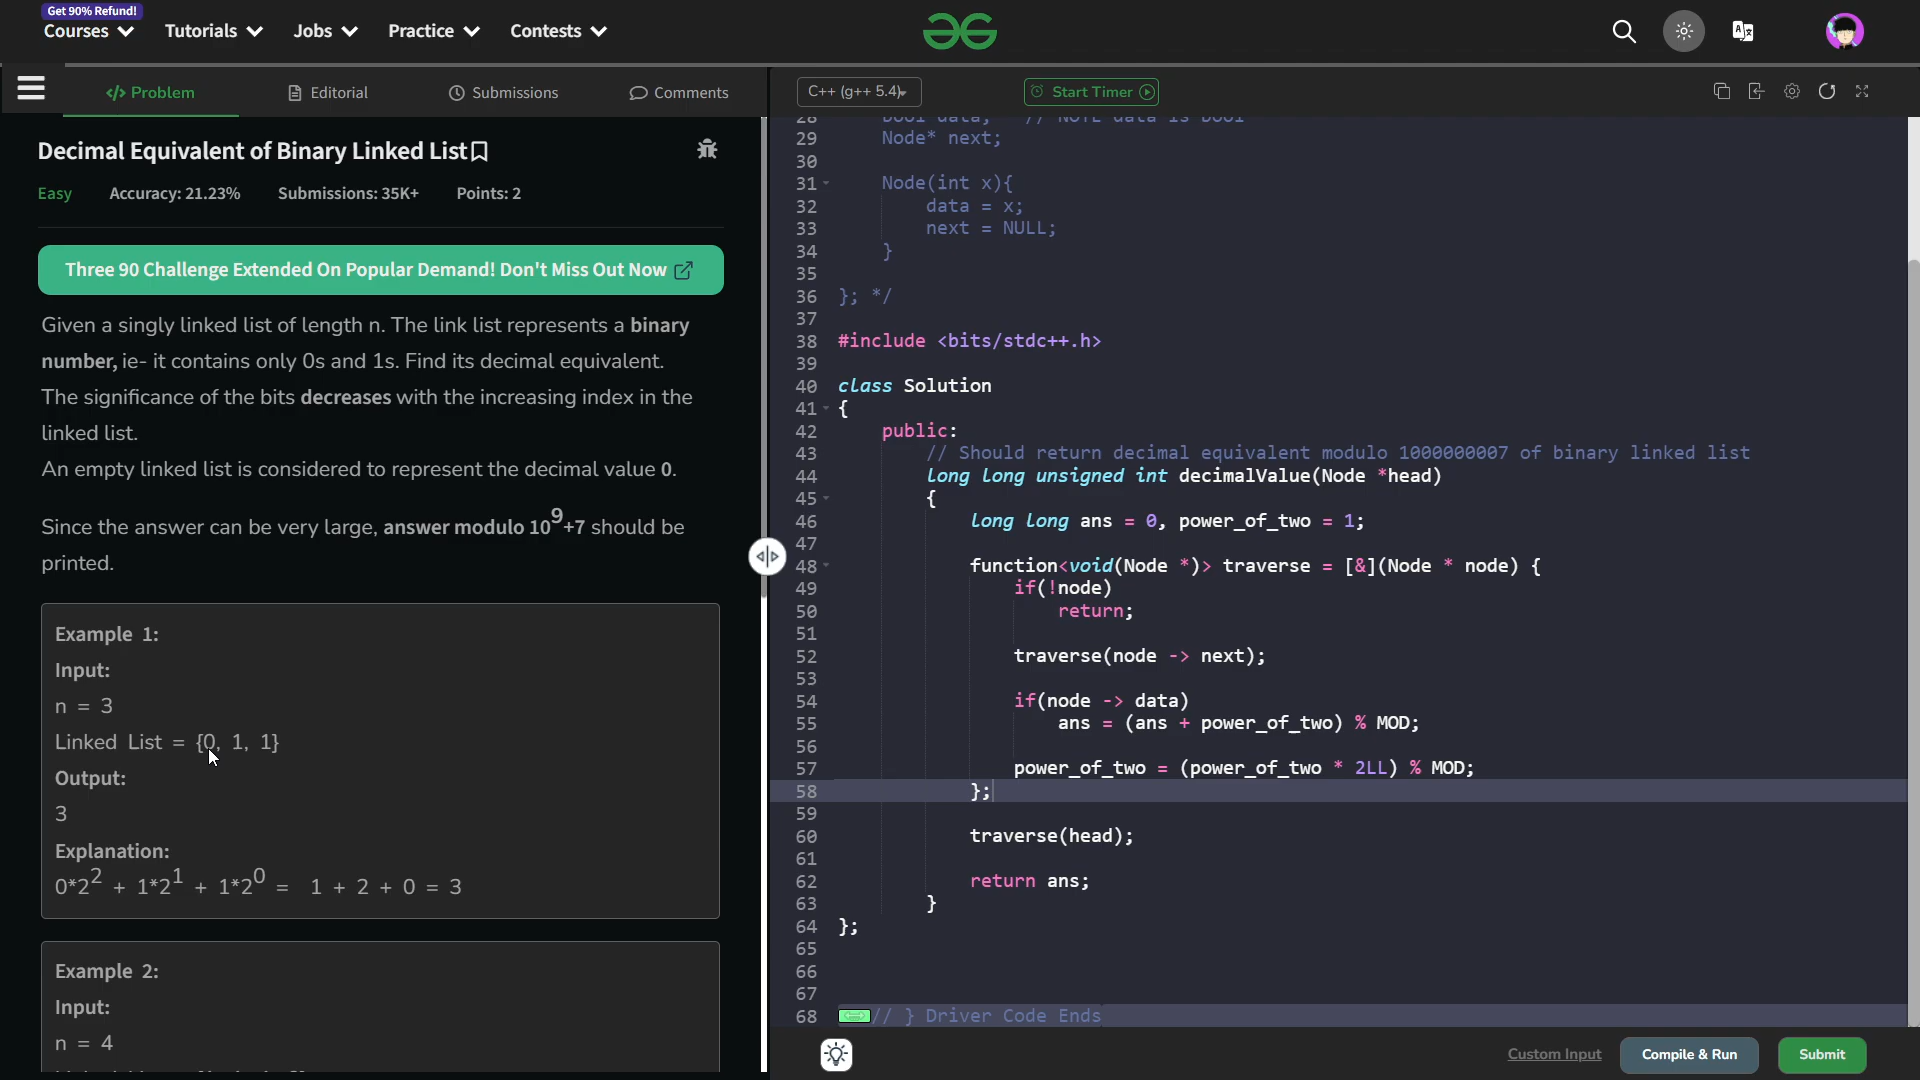 Get 90% Refund!
Courses Tutorials Jobs Practice Contests
Problem Editorial Submissions Comments
Decimal Equivalent of Binary Linked List
Easy Accuracy: 21.23% Submissions: 35K+ Points: 2
Three 90 Challenge Extended On Popular Demand! Don't Miss Out Now
Given a singly linked list of length n. The link list represents a binary
number, ie- it contains only 0s and 1s. Find its decimal equivalent.
The significance of the bits decreases with the increasing index in the
linked list.
An empty linked list is considered to represent the decimal value 0.
Since the answer can be very large, answer modulo 10^9+7 should be
printed.
Example 1:
Input:
n = 3
Linked List = {0, 1, 1}
Output:
3
Explanation:
0*2^2 + 1*2^1 + 1*2^0 = 1 + 2 + 0 = 3
Example 2:
Input:
n = 4
C++ (g++ 5.4) Start Timer
28 bool data; // NOTE data is bool
29 Node* next;
30
31 Node(int x){
32 data = x;
33 next = NULL;
34 }
35
36 }; */
37
38 #include <bits/stdc++.h>
39
40 class Solution
41 {
42 public:
43 // Should return decimal equivalent modulo 1000000007 of binary linked list
44 long long unsigned int decimalValue(Node *head)
45 {
46 long long ans = 0, power_of_two = 1;
47
48 function<void(Node *)> traverse = [&](Node * node) {
49 if(!node)
50 return;
51
52 traverse(node -> next);
53
54 if(node -> data)
55 ans = (ans + power_of_two) % MOD;
56
57 power_of_two = (power_of_two * 2LL) % MOD;
58 };
59
60 traverse(head);
61
62 return ans;
63 }
64 };
65
66
67
68 // } Driver Code Ends
Custom Input Compile & Run Submit